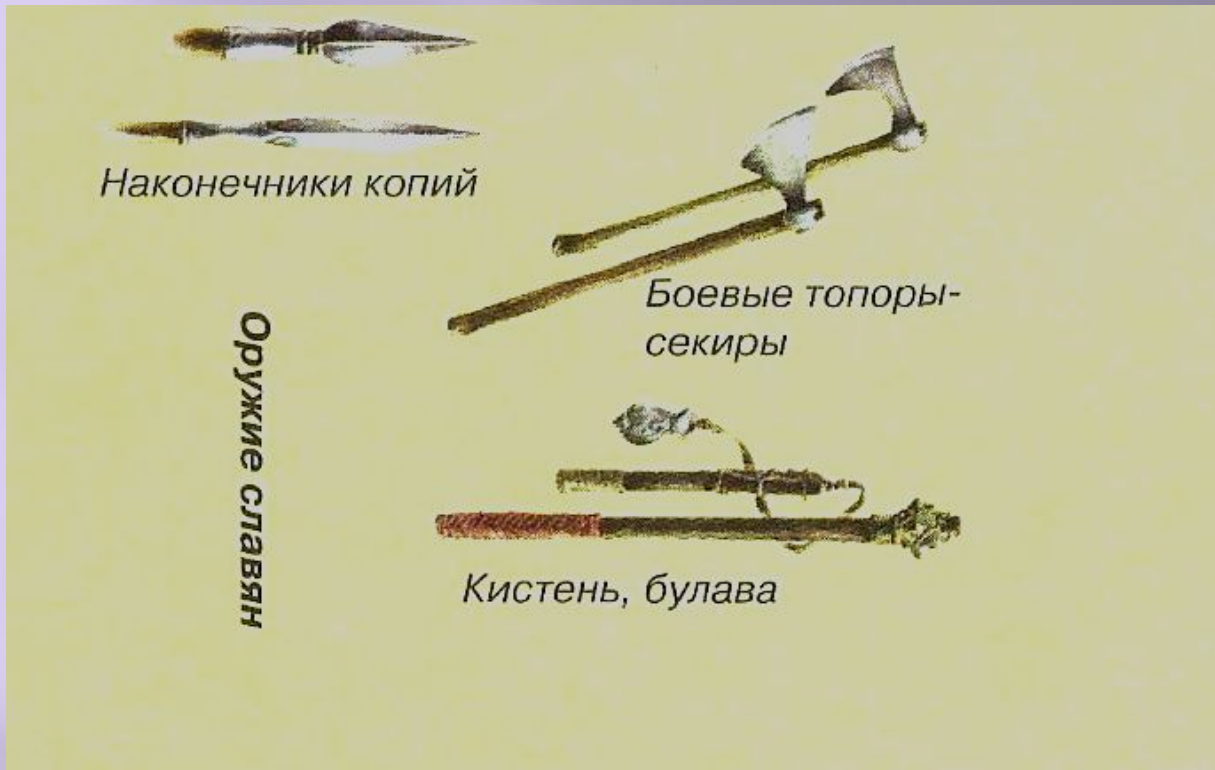 Наконечники копий
Боевые топоры-
секиры
Оружие славян
Кистень, булава